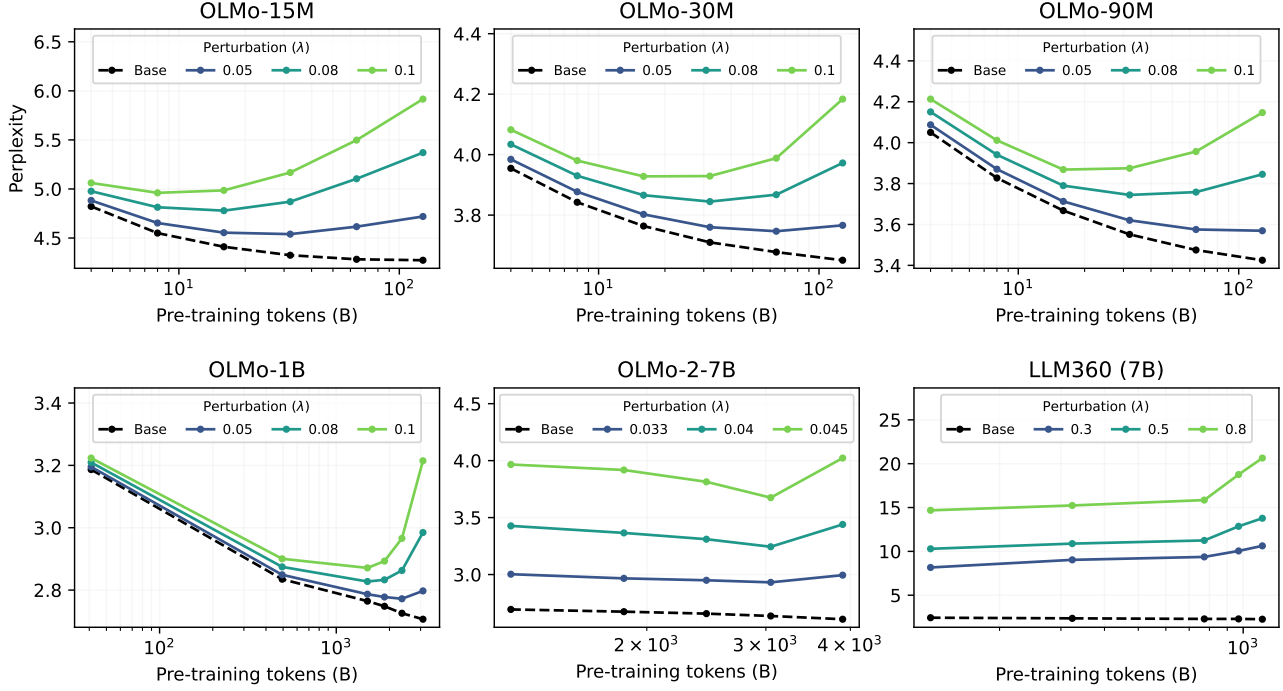 OLMo-15M
Perplexity
6.5
6.0
5.5
5.0
4.5
Perturbation (λ)
Base 0.05 0.08 0.1
10¹ 10²
Pre-training tokens (B)
OLMo-30M
4.4
4.2
4.0
3.8
Perturbation (λ)
Base 0.05 0.08 0.1
10¹ 10²
Pre-training tokens (B)
OLMo-90M
4.4
4.2
4.0
3.8
3.6
3.4
Perturbation (λ)
Base 0.05 0.08 0.1
10¹ 10²
Pre-training tokens (B)
OLMo-1B
3.4
3.2
3.0
2.8
Perturbation (λ)
Base 0.05 0.08 0.1
10² 10³
Pre-training tokens (B)
OLMo-2-7B
4.5
4.0
3.5
3.0
Perturbation (λ)
Base 0.033 0.04 0.045
2 × 10³ 3 × 10³ 4 × 10³
Pre-training tokens (B)
LLM360 (7B)
25
20
15
10
5
Perturbation (λ)
Base 0.3 0.5 0.8
10³
Pre-training tokens (B)